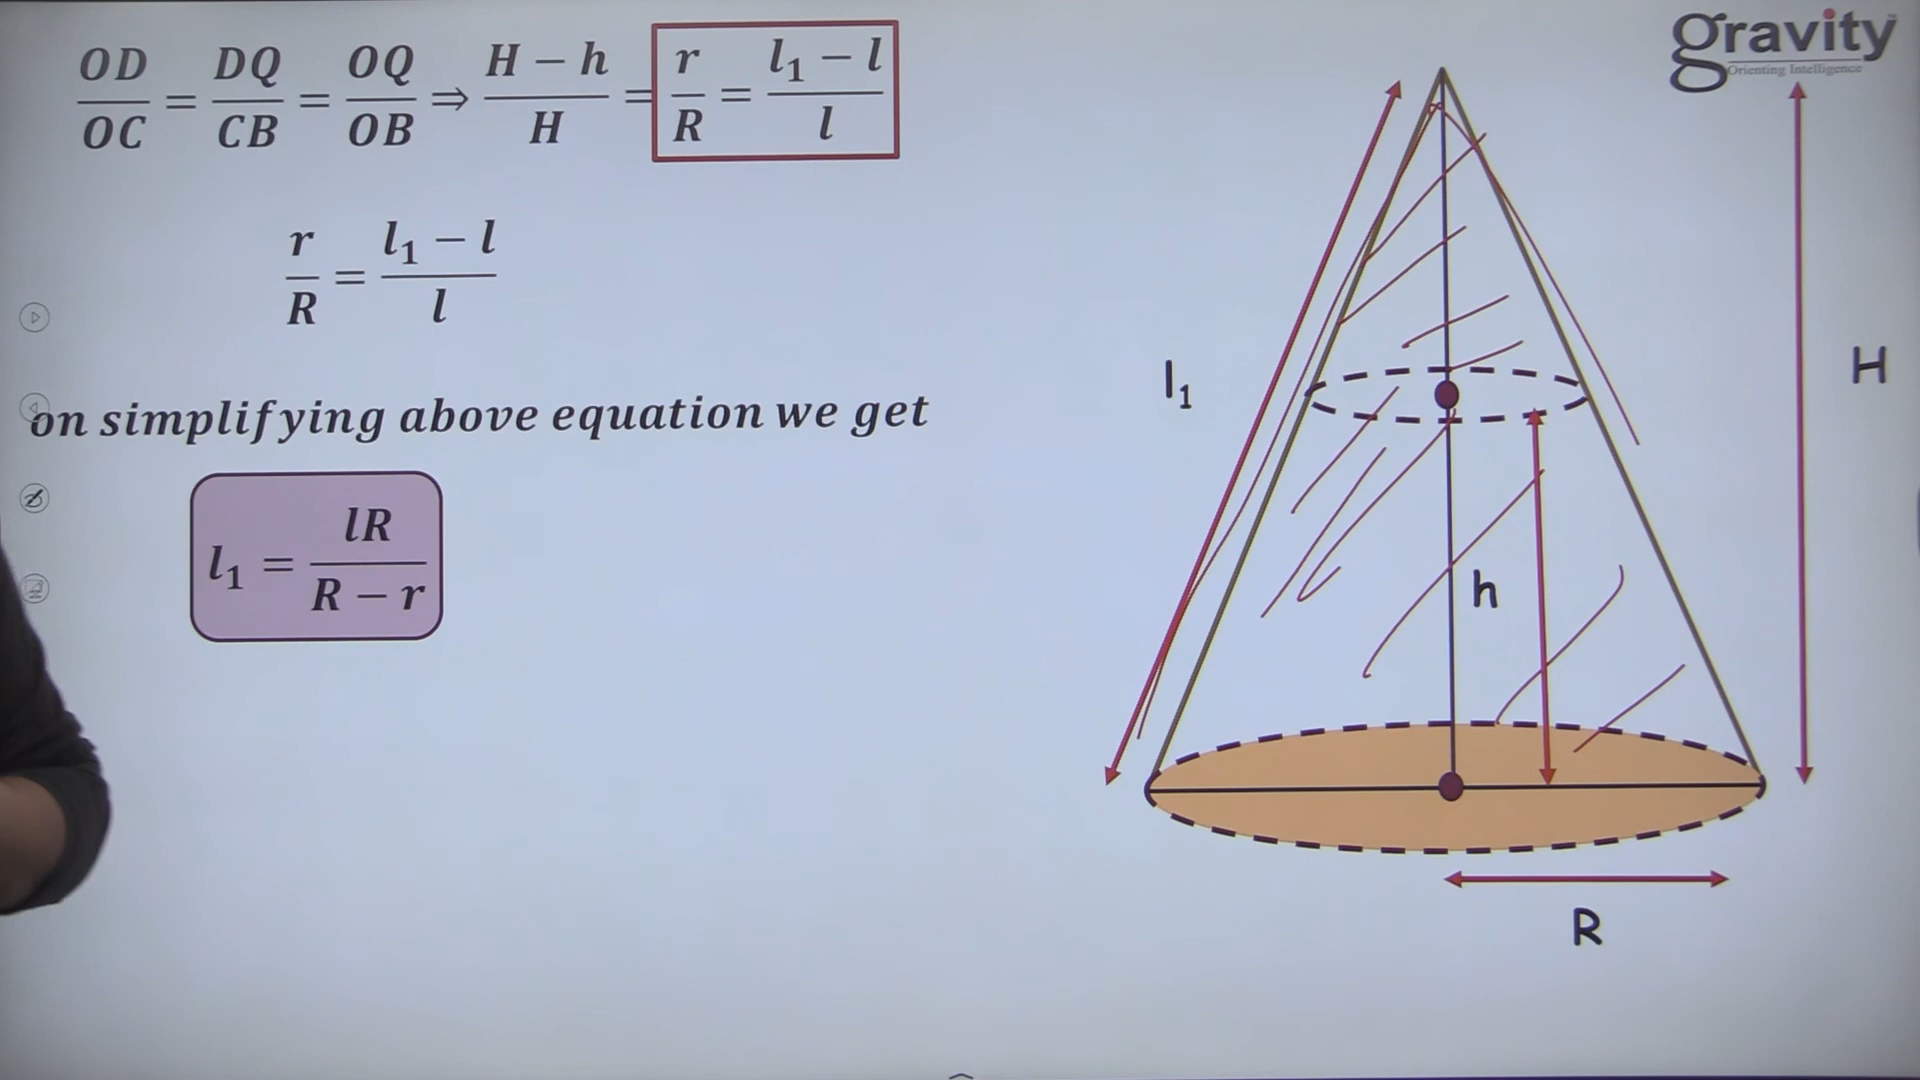 OD/OC = DQ/CB = OQ/OB ⇒ (H − h)/H = r/R = (l₁ − l)/l
r/R = (l₁ − l)/l
on simplifying above equation we get
l₁ = lR/(R − r)
gravity
Orienting Intelligence
l₁
H
h
R